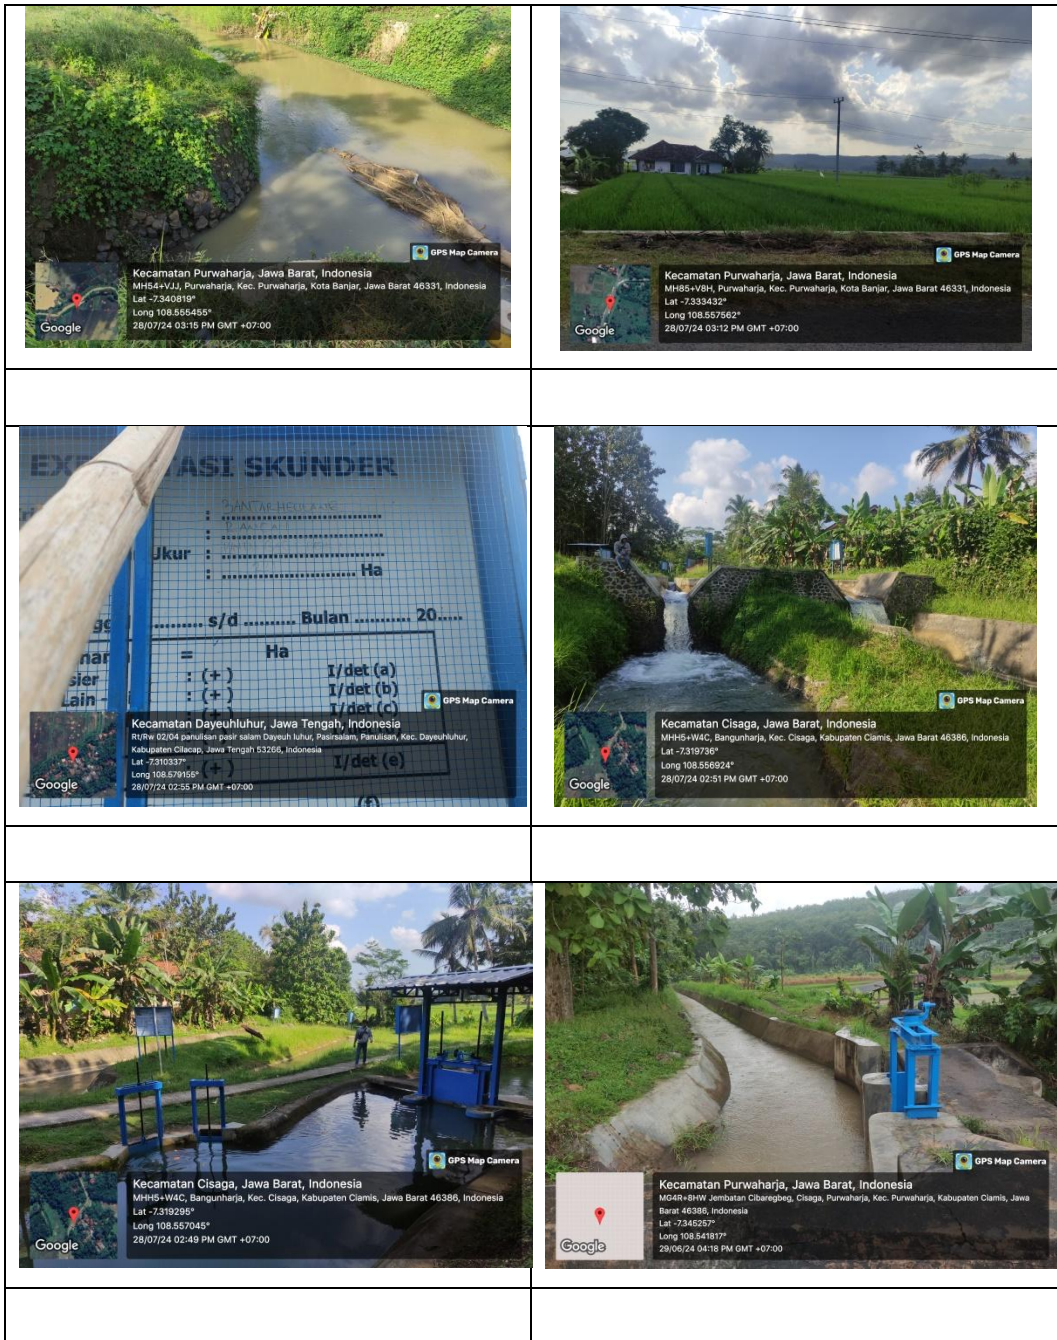 GPS Map Camera
Kecamatan Purwaharja, Jawa Barat, Indonesia
MH54+VJJ, Purwaharja, Kec. Purwaharja, Kota Banjar, Jawa Barat 46331, Indonesia
Lat -7.340819°
Long 108.555455°
28/07/24 03:15 PM GMT +07:00
Google
GPS Map Camera
Kecamatan Purwaharja, Jawa Barat, Indonesia
MH85+V8H, Purwaharja, Kec. Purwaharja, Kota Banjar, Jawa Barat 46331, Indonesia
Lat -7.333432°
Long 108.557562°
28/07/24 03:12 PM GMT +07:00
Google
ASI SKUNDER
: ........................................
: ........................................
Ukur : ........................................
: ................................. Ha
......... s/d .......... Bulan ........... 20.....
= Ha
sier : (+) I/det (a)
Lain - : (+) I/det (b)
: (+) I/det (c)
: (+) I/det (e)
(f)
GPS Map Camera
Kecamatan Dayeuhluhur, Jawa Tengah, Indonesia
Rt/Rw 02/04 panulisan pasir salam Dayeuh luhur, Pasirsalam, Panulisan, Kec. Dayeuhluhur,
Kabupaten Cilacap, Jawa Tengah 53266, Indonesia
Lat -7.310337°
Long 108.579155°
28/07/24 02:55 PM GMT +07:00
Google
GPS Map Camera
Kecamatan Cisaga, Jawa Barat, Indonesia
MHH5+W4C, Bangunharja, Kec. Cisaga, Kabupaten Ciamis, Jawa Barat 46386, Indonesia
Lat -7.319736°
Long 108.556924°
28/07/24 02:51 PM GMT +07:00
Google
GPS Map Camera
Kecamatan Cisaga, Jawa Barat, Indonesia
MHH5+W4C, Bangunharja, Kec. Cisaga, Kabupaten Ciamis, Jawa Barat 46386, Indonesia
Lat -7.319295°
Long 108.557045°
28/07/24 02:49 PM GMT +07:00
Google
GPS Map Camera
Kecamatan Purwaharja, Jawa Barat, Indonesia
MG4R+8HW Jembatan Cibaregbeg, Cisaga, Purwaharja, Kec. Purwaharja, Kabupaten Ciamis, Jawa
Barat 46386, Indonesia
Lat -7.345257°
Long 108.541817°
29/06/24 04:18 PM GMT +07:00
Google